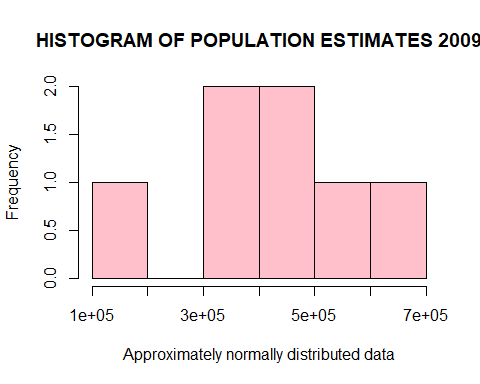 HISTOGRAM OF POPULATION ESTIMATES 2009
Frequency
2.0
1.5
1.0
0.5
0.0
1e+05 3e+05 5e+05 7e+05
Approximately normally distributed data